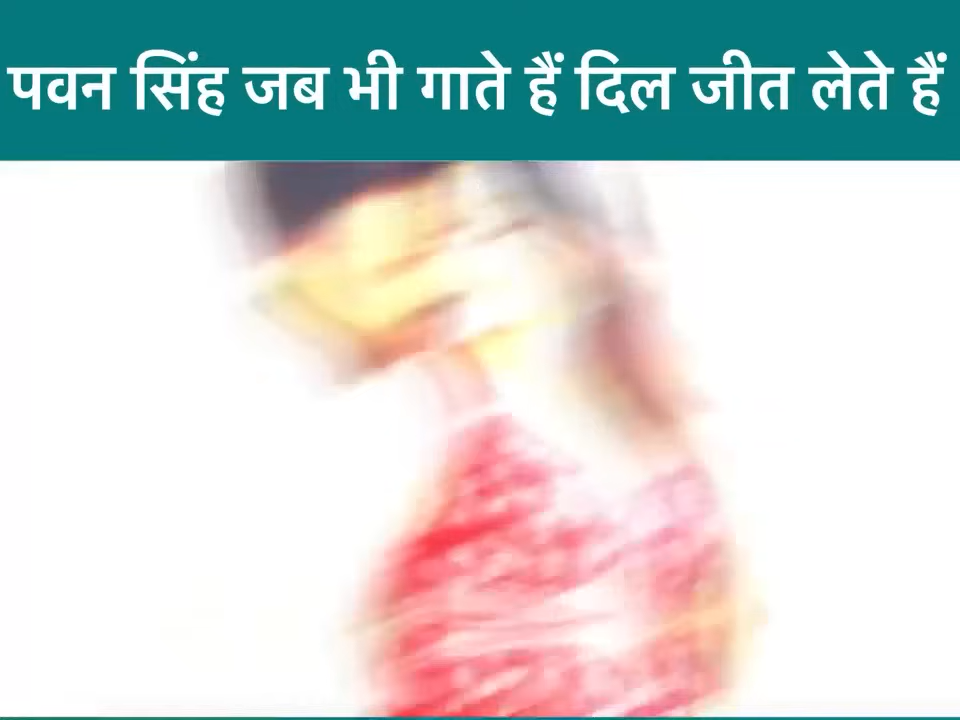 पवन सिंह जब भी गाते हैं दिल जीत लेते हैं